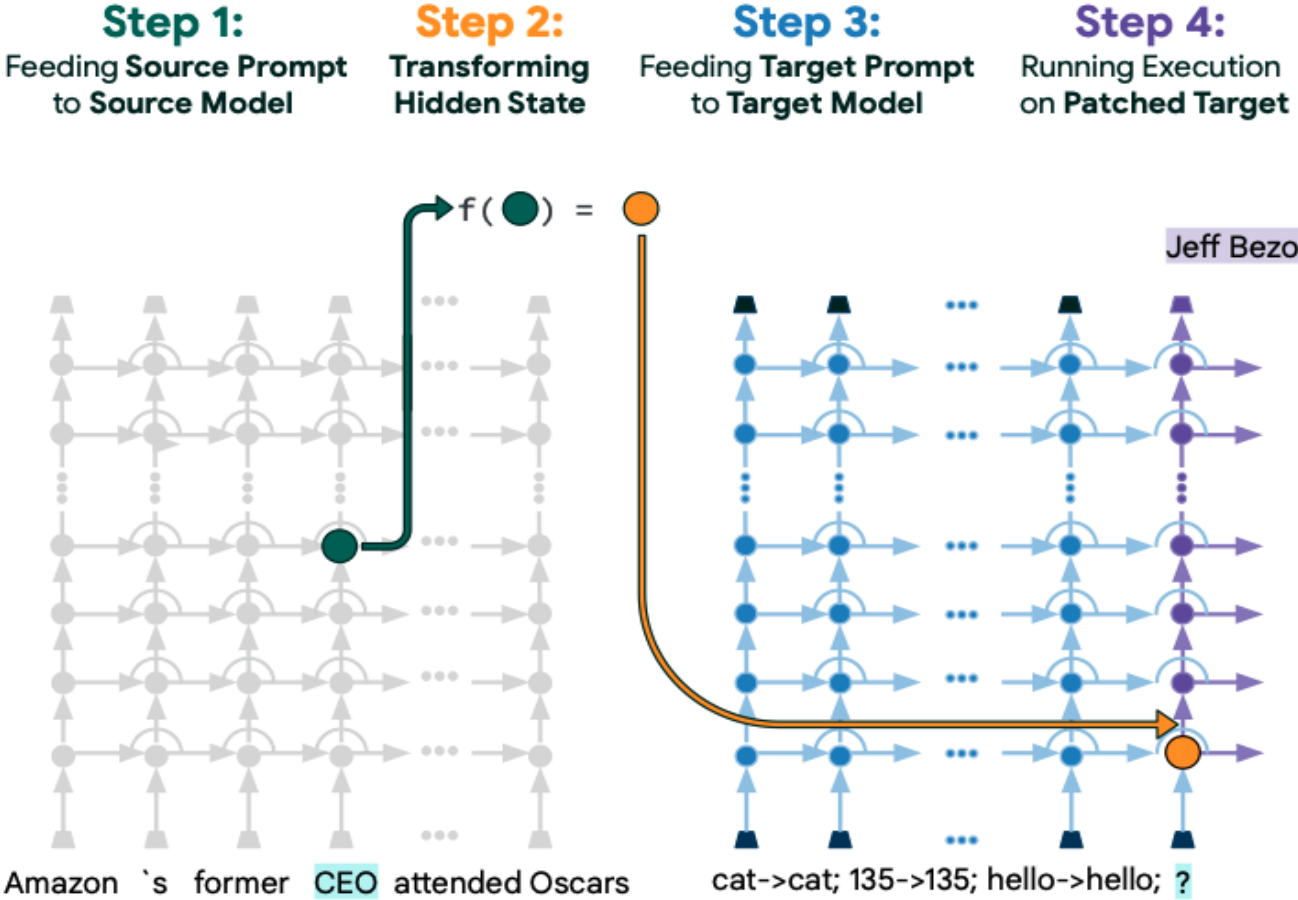 Step 1:
Feeding Source Prompt
to Source Model
Step 2:
Transforming
Hidden State
Step 3:
Feeding Target Prompt
to Target Model
Step 4:
Running Execution
on Patched Target
f( ) =
Jeff Bezo
Amazon `s former CEO attended Oscars
cat->cat; 135->135; hello->hello; ?